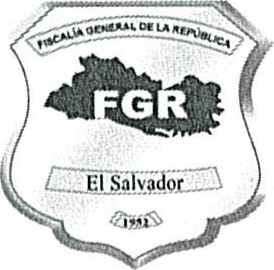 FISCALÍA GENERAL DE LA REPÚBLICA
FGR
El Salvador
1952